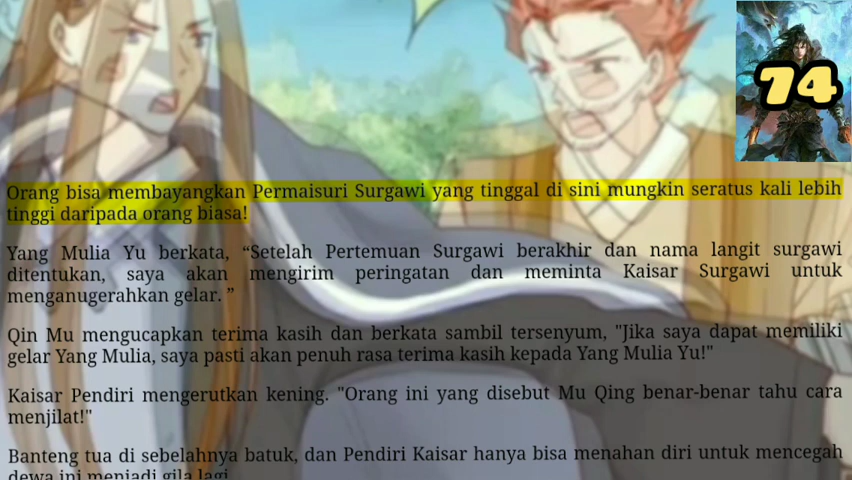 74
Orang bisa membayangkan Permaisuri Surgawi yang tinggal di sini mungkin seratus kali lebih
tinggi daripada orang biasa!
Yang Mulia Yu berkata, “Setelah Pertemuan Surgawi berakhir dan nama langit surgawi
ditentukan, saya akan mengirim peringatan dan meminta Kaisar Surgawi untuk
menganugerahkan gelar. ”
Qin Mu mengucapkan terima kasih dan berkata sambil tersenyum, "Jika saya dapat memiliki
gelar Yang Mulia, saya pasti akan penuh rasa terima kasih kepada Yang Mulia Yu!"
Kaisar Pendiri mengerutkan kening. "Orang ini yang disebut Mu Qing benar-benar tahu cara
menjilat!"
Banteng tua di sebelahnya batuk, dan Pendiri Kaisar hanya bisa menahan diri untuk mencegah
dewa ini menjadi gila lagi.